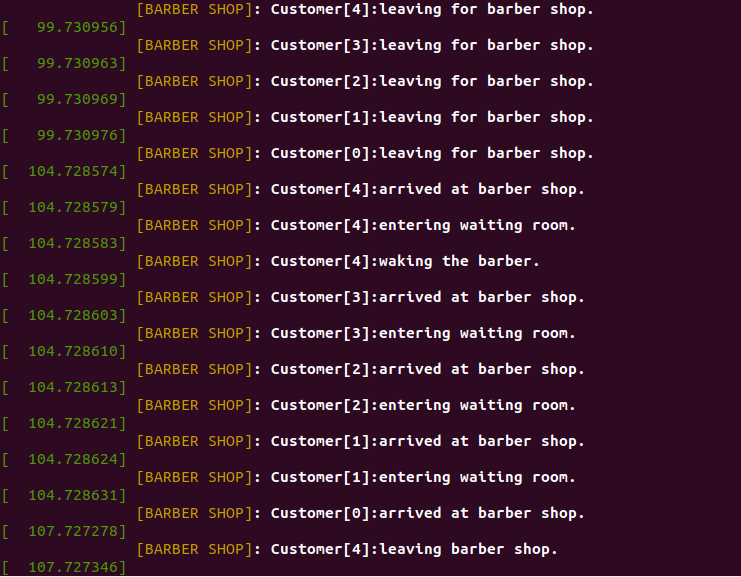 [BARBER SHOP]: Customer[4]:leaving for barber shop.
[   99.730956]
[BARBER SHOP]: Customer[3]:leaving for barber shop.
[   99.730963]
[BARBER SHOP]: Customer[2]:leaving for barber shop.
[   99.730969]
[BARBER SHOP]: Customer[1]:leaving for barber shop.
[   99.730976]
[BARBER SHOP]: Customer[0]:leaving for barber shop.
[  104.728574]
[BARBER SHOP]: Customer[4]:arrived at barber shop.
[  104.728579]
[BARBER SHOP]: Customer[4]:entering waiting room.
[  104.728583]
[BARBER SHOP]: Customer[4]:waking the barber.
[  104.728599]
[BARBER SHOP]: Customer[3]:arrived at barber shop.
[  104.728603]
[BARBER SHOP]: Customer[3]:entering waiting room.
[  104.728610]
[BARBER SHOP]: Customer[2]:arrived at barber shop.
[  104.728613]
[BARBER SHOP]: Customer[2]:entering waiting room.
[  104.728621]
[BARBER SHOP]: Customer[1]:arrived at barber shop.
[  104.728624]
[BARBER SHOP]: Customer[1]:entering waiting room.
[  104.728631]
[BARBER SHOP]: Customer[0]:arrived at barber shop.
[  107.727278]
[BARBER SHOP]: Customer[4]:leaving barber shop.
[  107.727346]